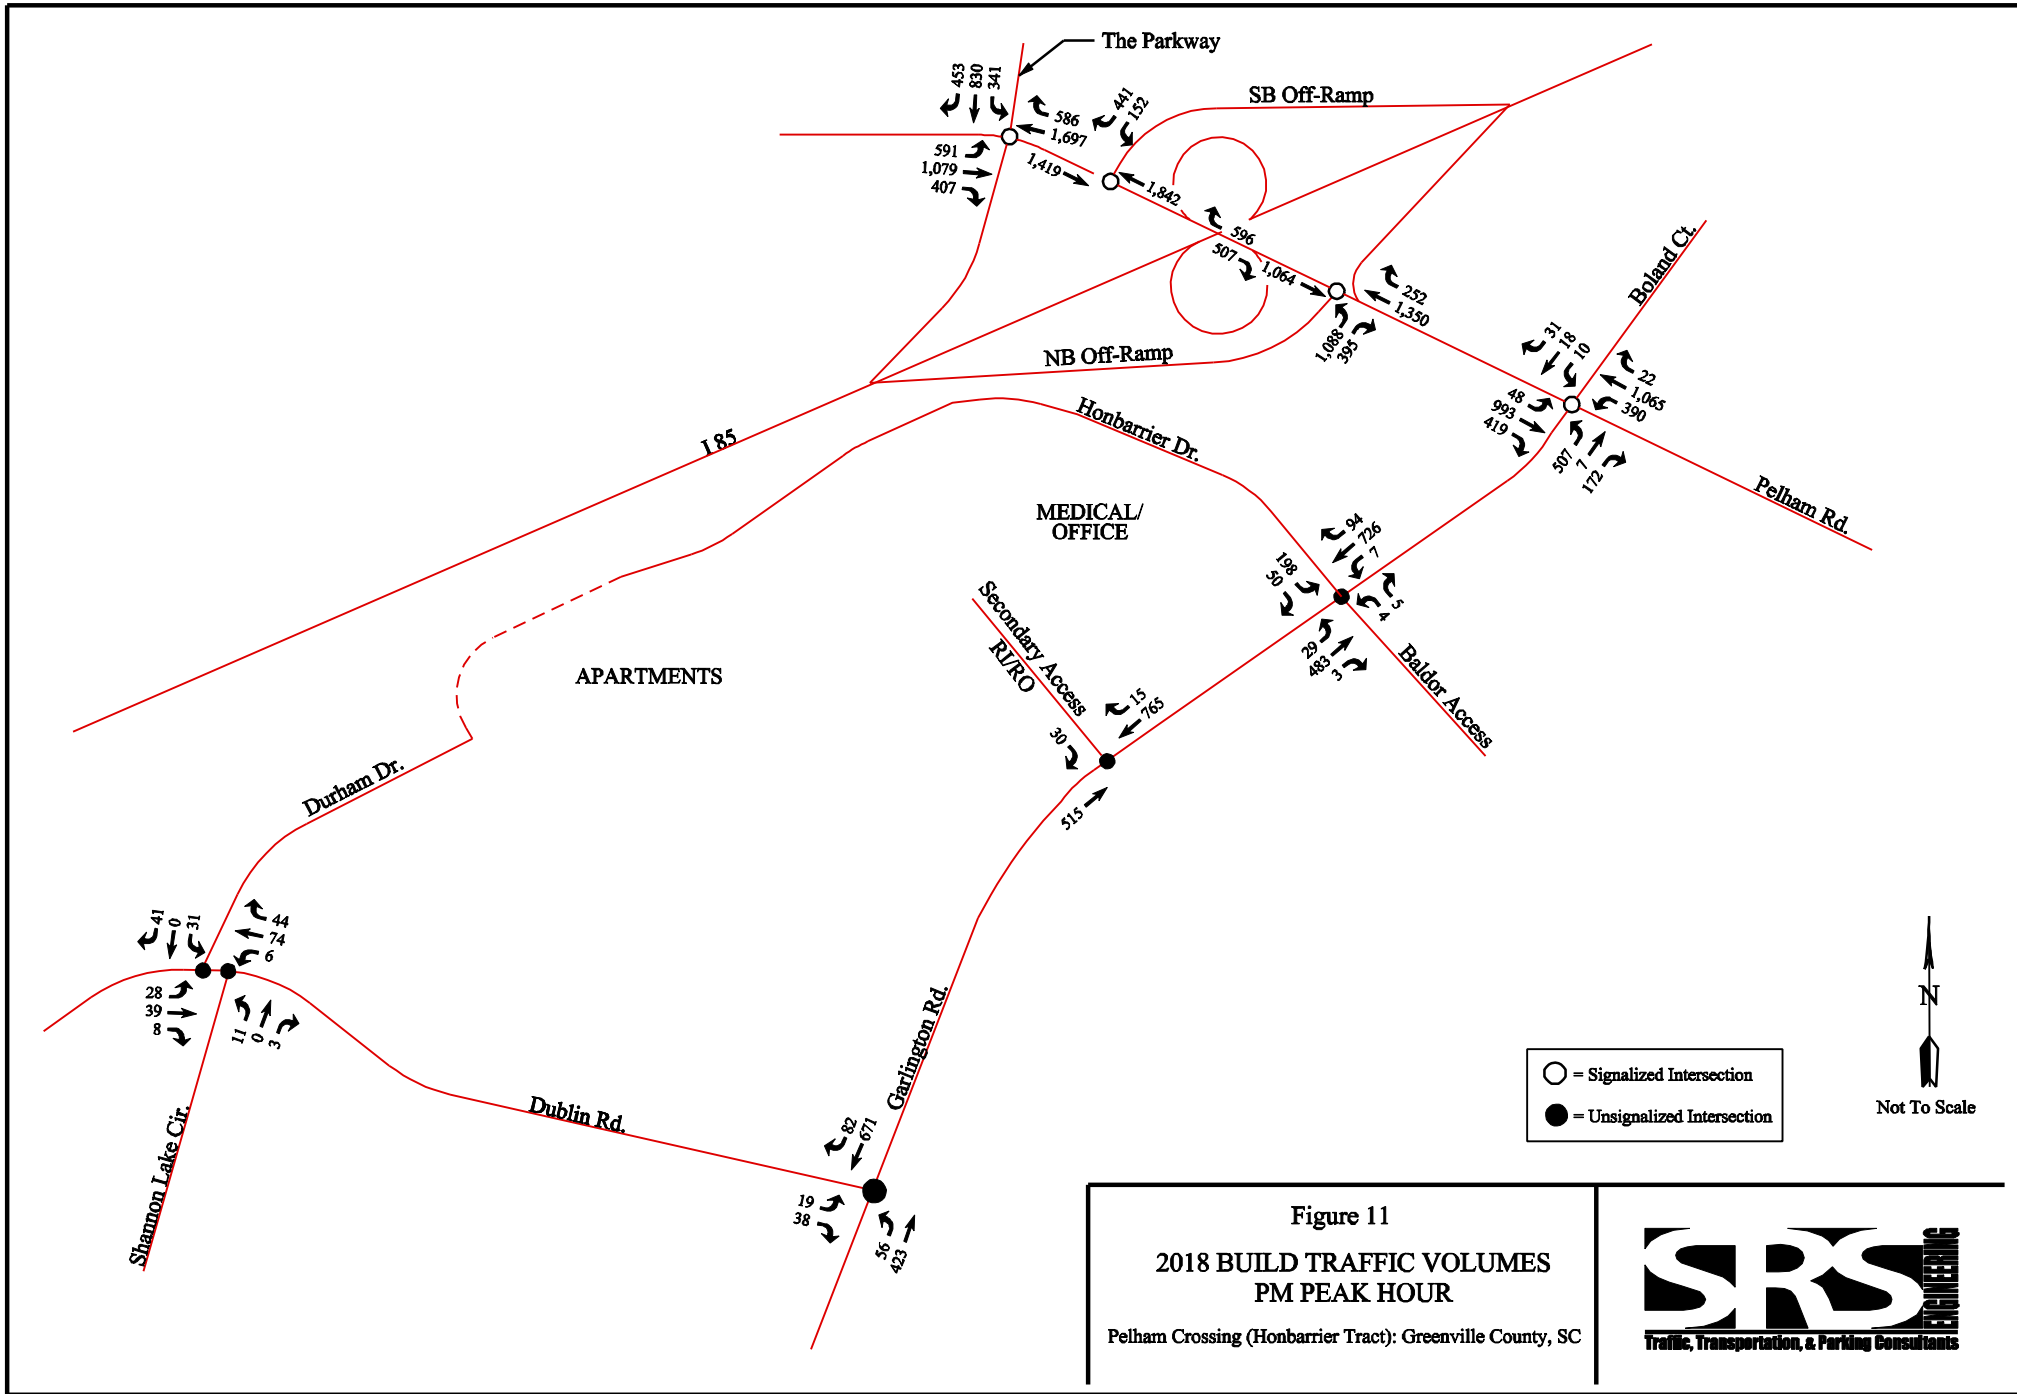 The Parkway
453
830
341
586
1,697
591
1,079
407
1,419
441
152
SB Off-Ramp
1,842
596
507
1,064
252
1,350
1,088
395
NB Off-Ramp
Boland Ct.
31
18
10
22
1,065
390
48
993
419
507
7
172
Pelham Rd.
I 85
Honbarrier Dr.
MEDICAL/
OFFICE
94
726
7
198
50
5
4
29
483
3
Baldor Access
Secondary Access
RI/RO
15
765
30
515
APARTMENTS
Durham Dr.
41
0
31
44
74
6
28
39
8
11
0
3
Shannon Lake Cir.
Dublin Rd.
Garlington Rd.
82
671
19
38
56
423
N
Not To Scale
= Signalized Intersection
= Unsignalized Intersection
Figure 11
2018 BUILD TRAFFIC VOLUMES
PM PEAK HOUR
Pelham Crossing (Honbarrier Tract): Greenville County, SC
SRS
ENGINEERING
Traffic, Transportation, & Parking Consultants